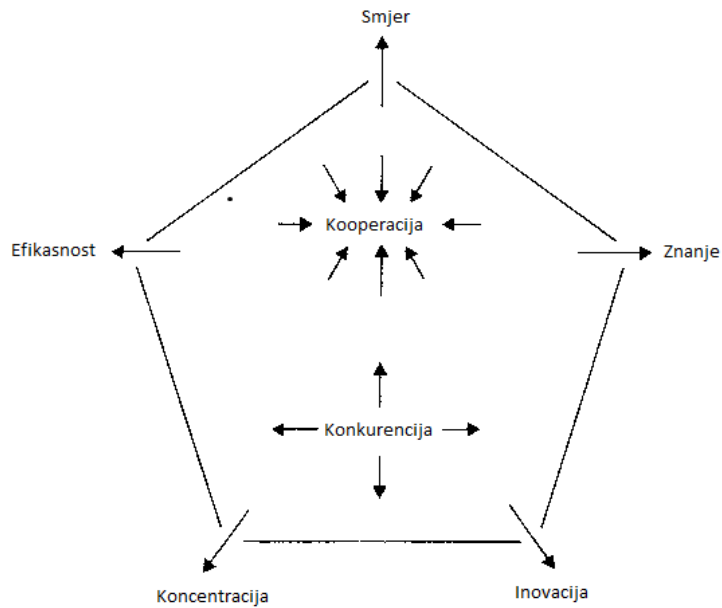 Smjer
Kooperacija
Efikasnost
Znanje
Konkurencija
Koncentracija
Inovacija